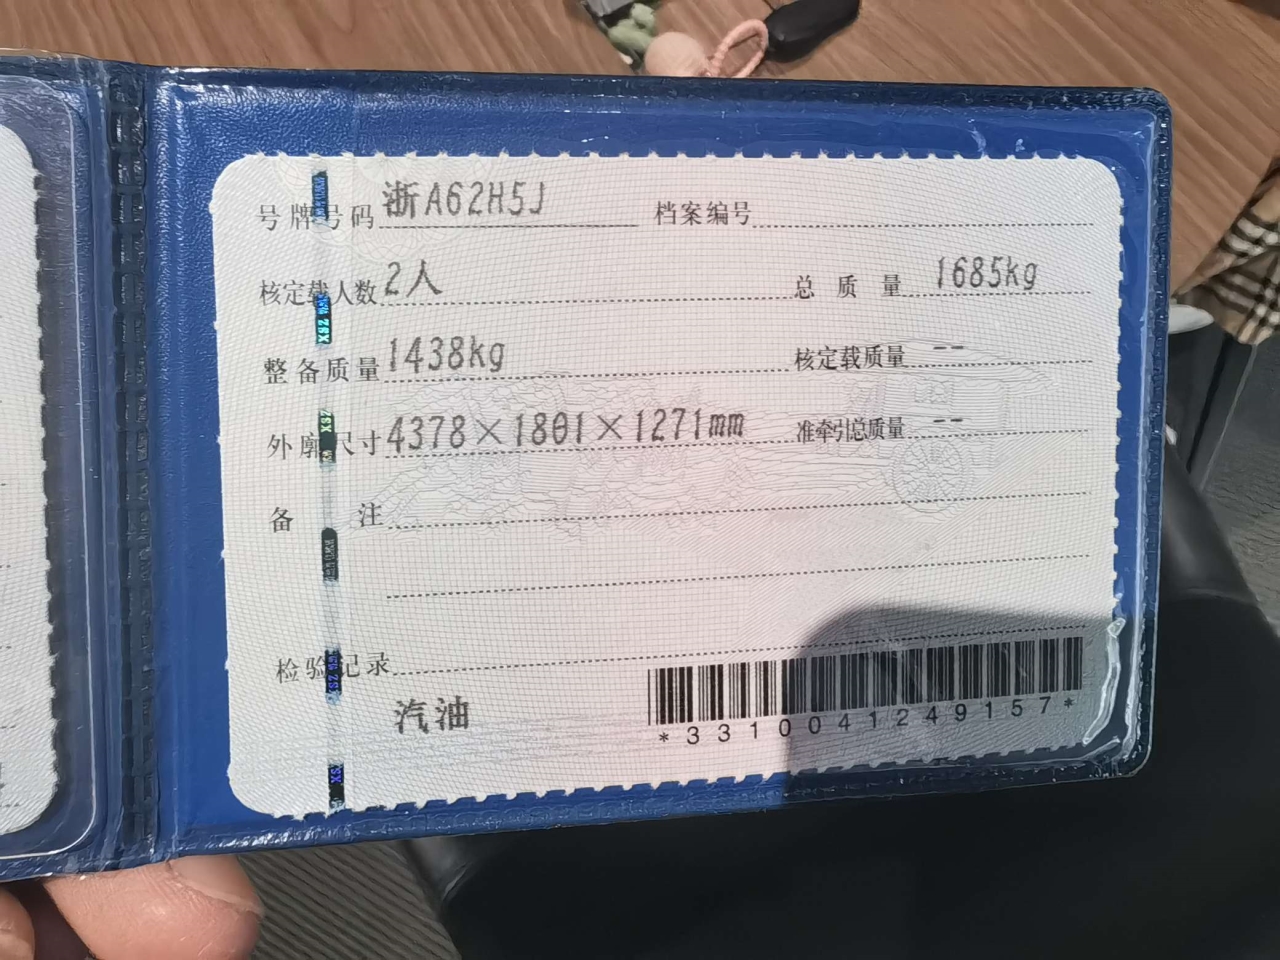 号牌号码 浙A62H5J 档案编号
核定载人数 2人 总质量 1685kg
整备质量 1438kg 核定载质量 --
外廓尺寸 4378×1801×1271mm 准牵引总质量 --
备注
检验记录
汽油
*3310041249157*